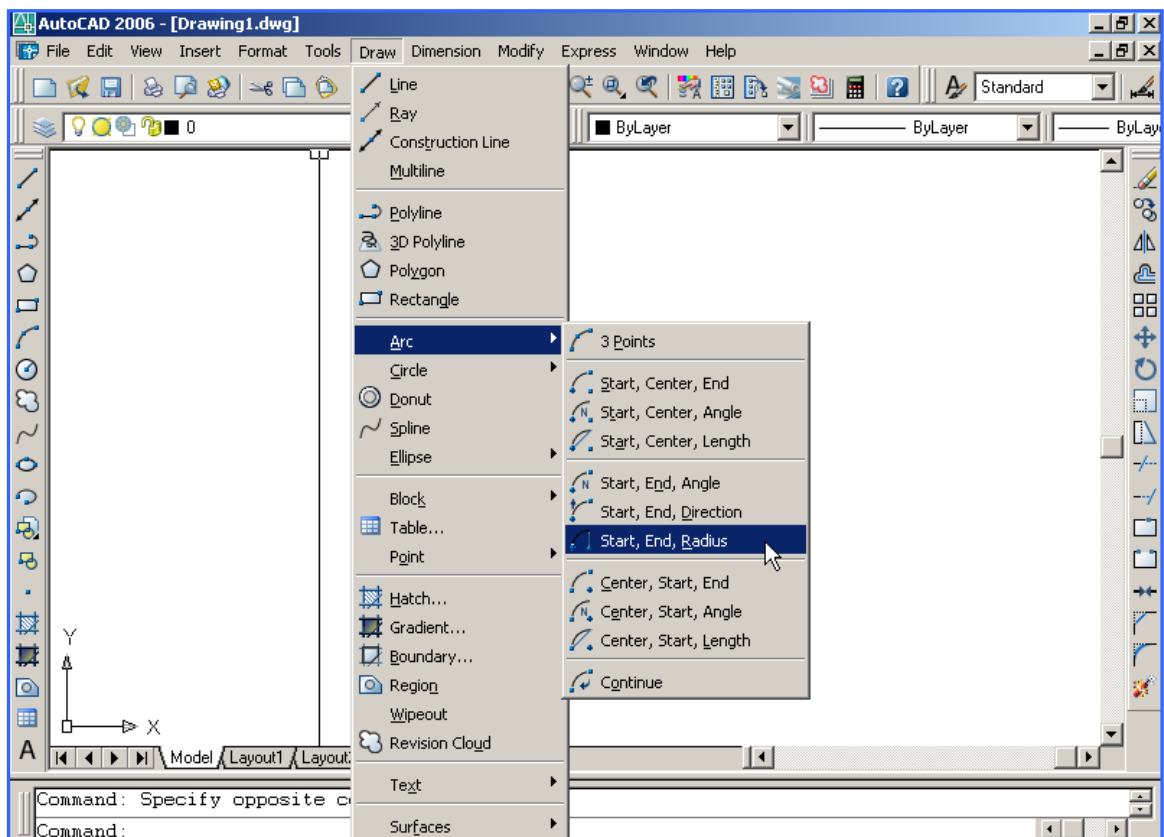 AutoCAD 2006 - [Drawing1.dwg]
File Edit View Insert Format Tools Draw Dimension Modify Express Window Help
Standard
0
ByLayer
ByLayer
ByLay
Line
Ray
Construction Line
Multiline
Polyline
3D Polyline
Polygon
Rectangle
Arc
Circle
Donut
Spline
Ellipse
Block
Table...
Point
Hatch...
Gradient...
Boundary...
Region
Wipeout
Revision Cloud
Text
Surfaces
3 Points
Start, Center, End
Start, Center, Angle
Start, Center, Length
Start, End, Angle
Start, End, Direction
Start, End, Radius
Center, Start, End
Center, Start, Angle
Center, Start, Length
Continue
Y
X
A
Model Layout1 Layout
Command: Specify opposite c
Command: